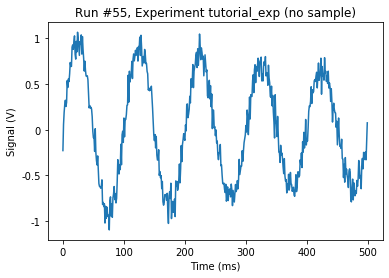 Run #55, Experiment tutorial_exp (no sample)
1
0.5
0
-0.5
-1
Signal (V)
0 100 200 300 400 500
Time (ms)